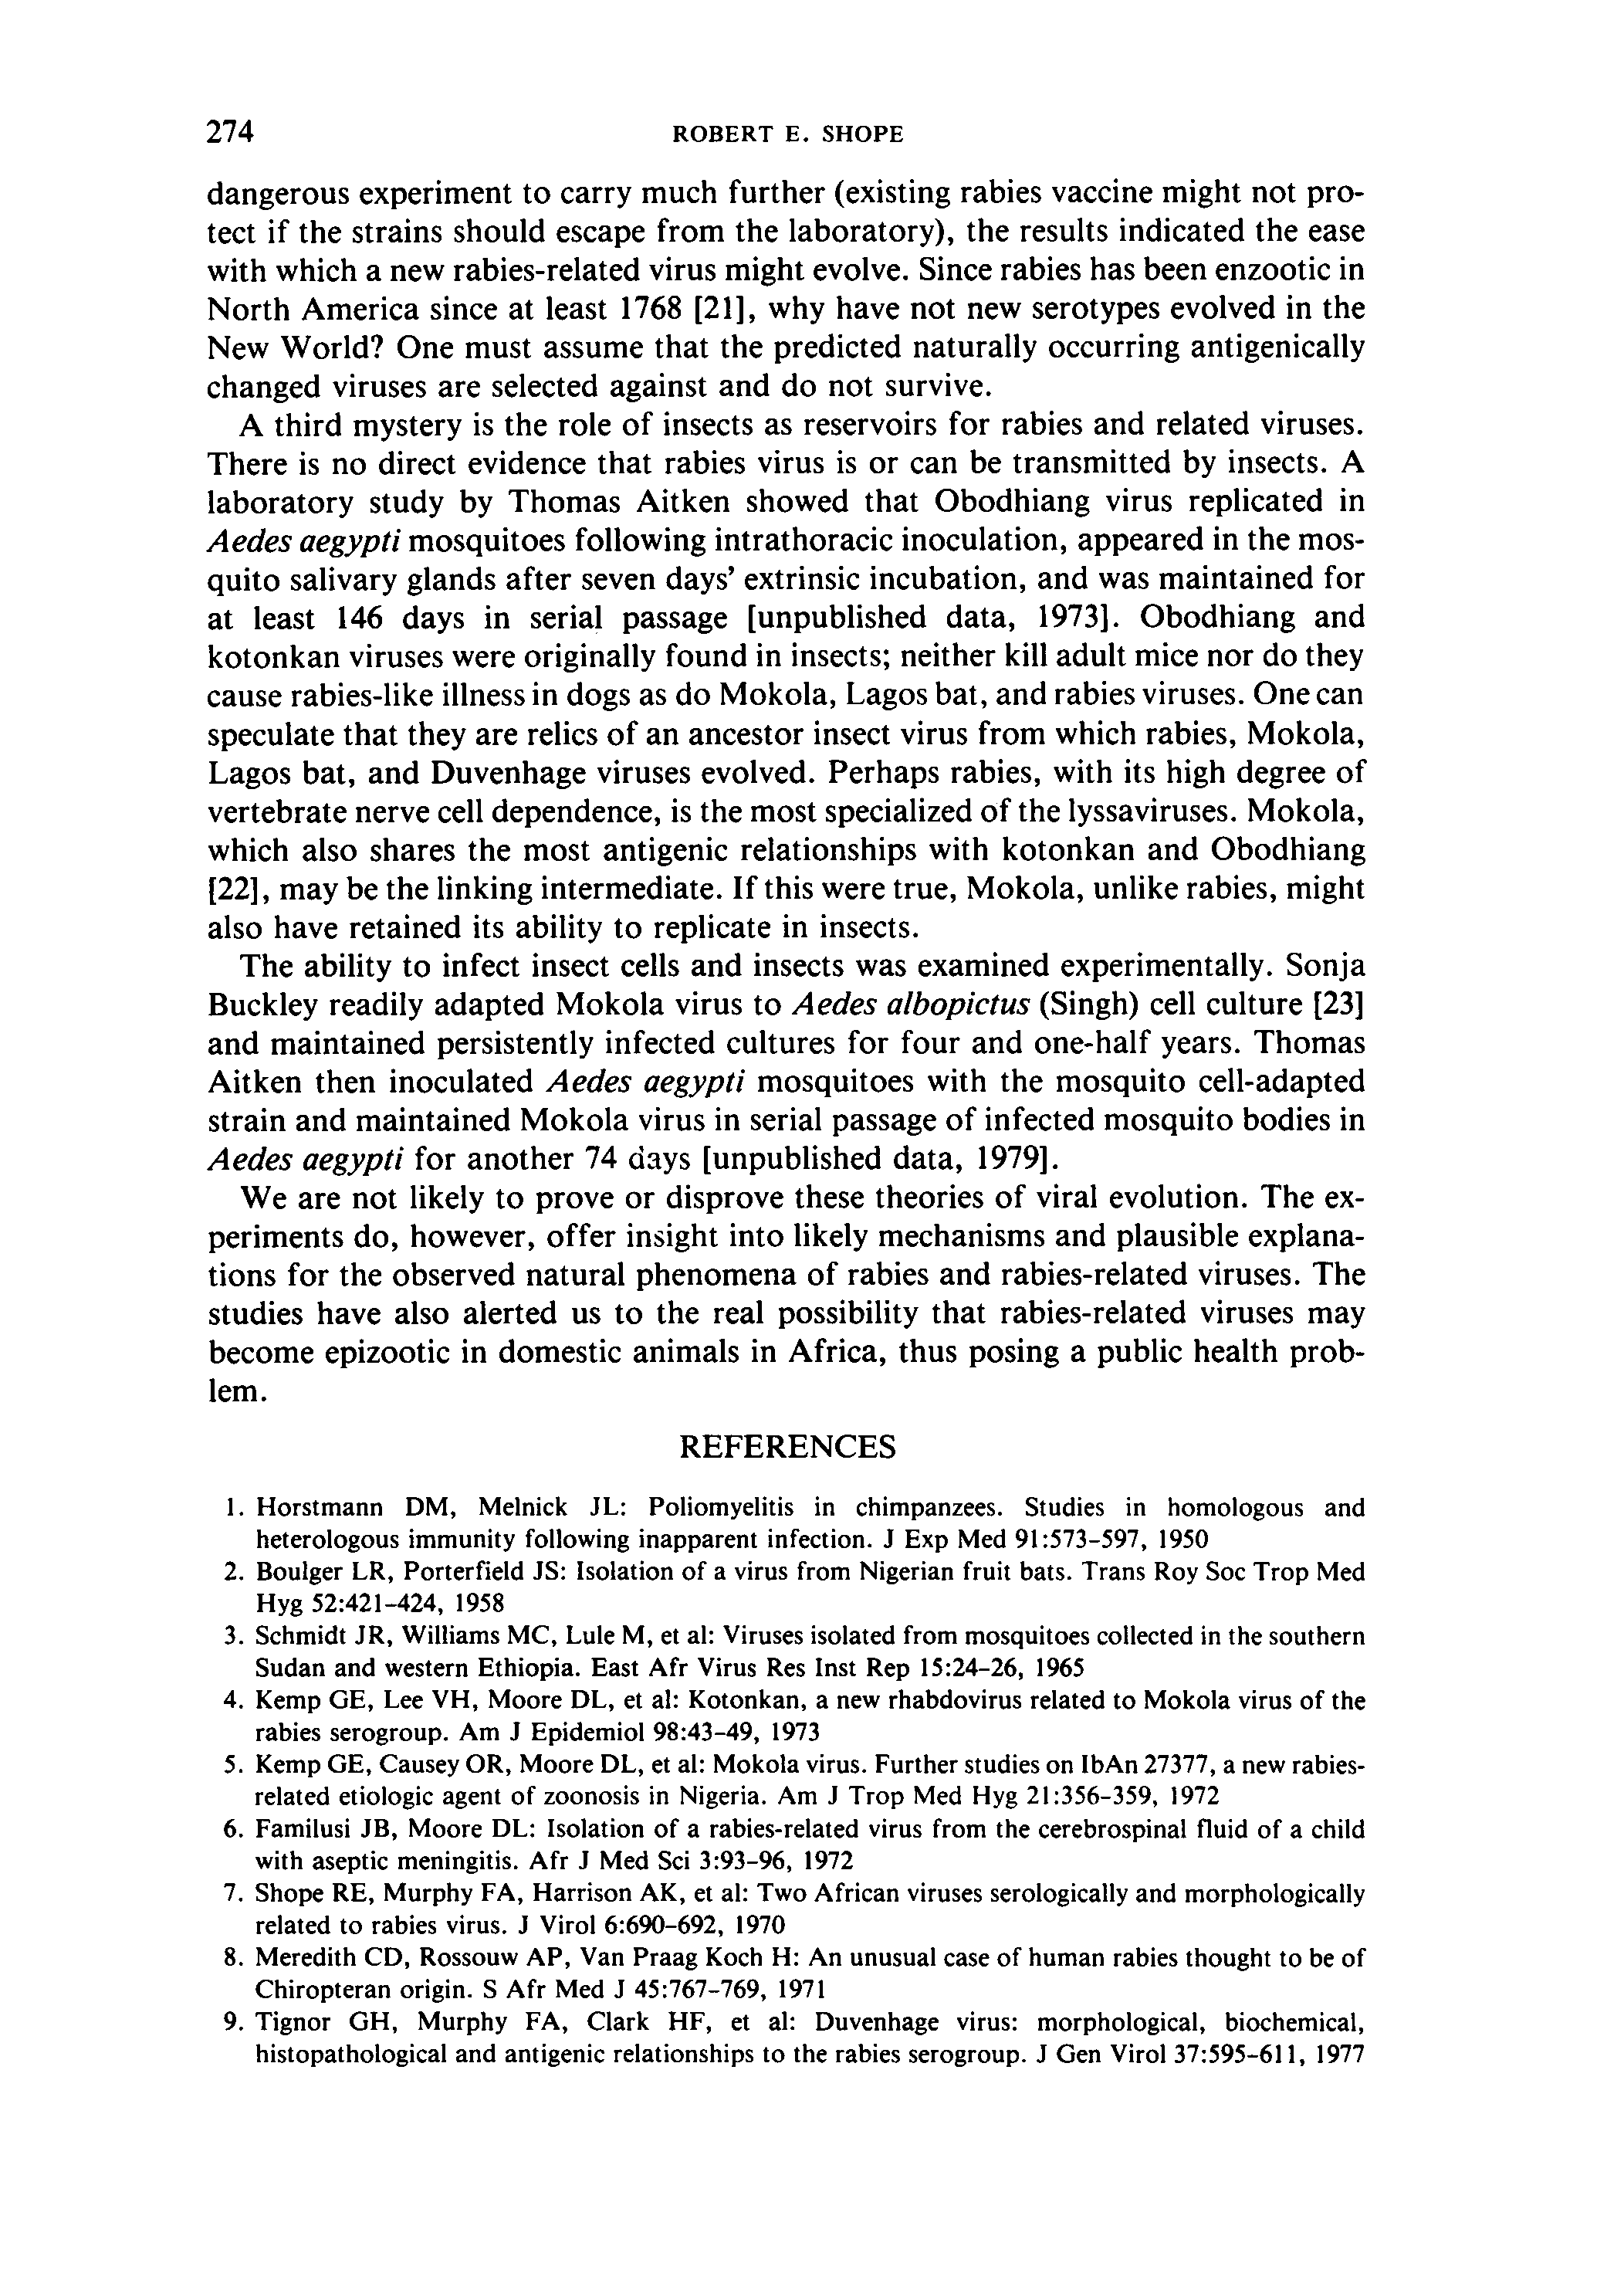 274
ROBERT E. SHOPE
dangerous experiment to carry much further (existing rabies vaccine might not pro-
tect if the strains should escape from the laboratory), the results indicated the ease
with which a new rabies-related virus might evolve. Since rabies has been enzootic in
North America since at least 1768 [21], why have not new serotypes evolved in the
New World? One must assume that the predicted naturally occurring antigenically
changed viruses are selected against and do not survive.
A third mystery is the role of insects as reservoirs for rabies and related viruses.
There is no direct evidence that rabies virus is or can be transmitted by insects. A
laboratory study by Thomas Aitken showed that Obodhiang virus replicated in
Aedes aegypti mosquitoes following intrathoracic inoculation, appeared in the mos-
quito salivary glands after seven days' extrinsic incubation, and was maintained for
at least 146 days in serial passage [unpublished data, 1973]. Obodhiang and
kotonkan viruses were originally found in insects; neither kill adult mice nor do they
cause rabies-like illness in dogs as do Mokola, Lagos bat, and rabies viruses. One can
speculate that they are relics of an ancestor insect virus from which rabies, Mokola,
Lagos bat, and Duvenhage viruses evolved. Perhaps rabies, with its high degree of
vertebrate nerve cell dependence, is the most specialized of the lyssaviruses. Mokola,
which also shares the most antigenic relationships with kotonkan and Obodhiang
[22], may be the linking intermediate. If this were true, Mokola, unlike rabies, might
also have retained its ability to replicate in insects.
The ability to infect insect cells and insects was examined experimentally. Sonja
Buckley readily adapted Mokola virus to Aedes albopictus (Singh) cell culture [23]
and maintained persistently infected cultures for four and one-half years. Thomas
Aitken then inoculated Aedes aegypti mosquitoes with the mosquito cell-adapted
strain and maintained Mokola virus in serial passage of infected mosquito bodies in
Aedes aegypti for another 74 days [unpublished data, 1979].
We are not likely to prove or disprove these theories of viral evolution. The ex-
periments do, however, offer insight into likely mechanisms and plausible explana-
tions for the observed natural phenomena of rabies and rabies-related viruses. The
studies have also alerted us to the real possibility that rabies-related viruses may
become epizootic in domestic animals in Africa, thus posing a public health prob-
lem.
REFERENCES
1. Horstmann DM, Melnick JL: Poliomyelitis in chimpanzees. Studies in homologous and
heterologous immunity following inapparent infection. J Exp Med 91:573-597, 1950
2. Boulger LR, Porterfield JS: Isolation of a virus from Nigerian fruit bats. Trans Roy Soc Trop Med
Hyg 52:421-424, 1958
3. Schmidt JR, Williams MC, Lule M, et al: Viruses isolated from mosquitoes collected in the southern
Sudan and western Ethiopia. East Afr Virus Res Inst Rep 15:24-26, 1965
4. Kemp GE, Lee VH, Moore DL, et al: Kotonkan, a new rhabdovirus related to Mokola virus of the
rabies serogroup. Am J Epidemiol 98:43-49, 1973
5. Kemp GE, Causey OR, Moore DL, et al: Mokola virus. Further studies on IbAn 27377, a new rabies-
related etiologic agent of zoonosis in Nigeria. Am J Trop Med Hyg 21:356-359, 1972
6. Familusi JB, Moore DL: Isolation of a rabies-related virus from the cerebrospinal fluid of a child
with aseptic meningitis. Afr J Med Sci 3:93-96, 1972
7. Shope RE, Murphy FA, Harrison AK, et al: Two African viruses serologically and morphologically
related to rabies virus. J Virol 6:690-692, 1970
8. Meredith CD, Rossouw AP, Van Praag Koch H: An unusual case of human rabies thought to be of
Chiropteran origin. S Afr Med J 45:767-769, 1971
9. Tignor GH, Murphy FA, Clark HF, et al: Duvenhage virus: morphological, biochemical,
histopathological and antigenic relationships to the rabies serogroup. J Gen Virol 37:595-611, 1977